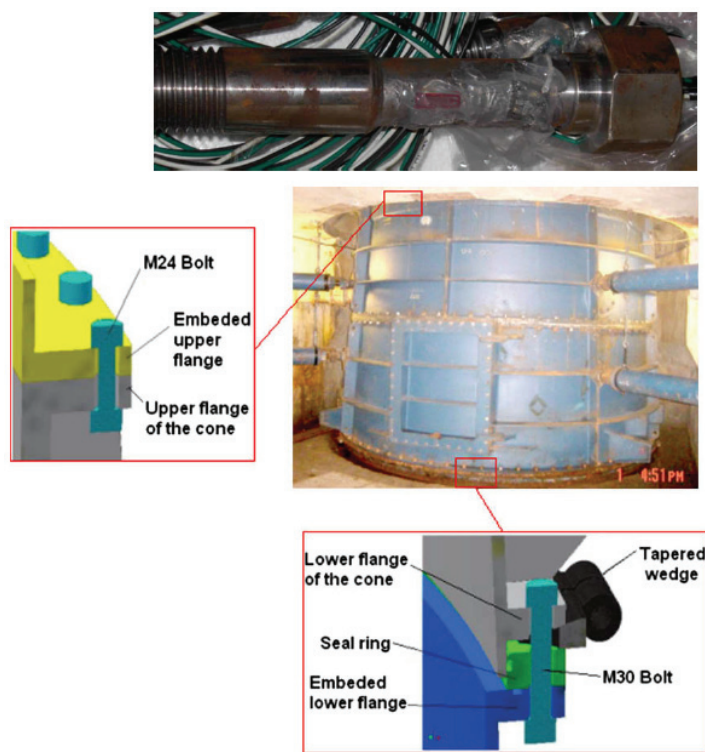 M24 Bolt
Embeded
upper
flange
Upper flange
of the cone
1 4:51PM
Lower flange
of the cone
Tapered
wedge
Seal ring
M30 Bolt
Embeded
lower flange